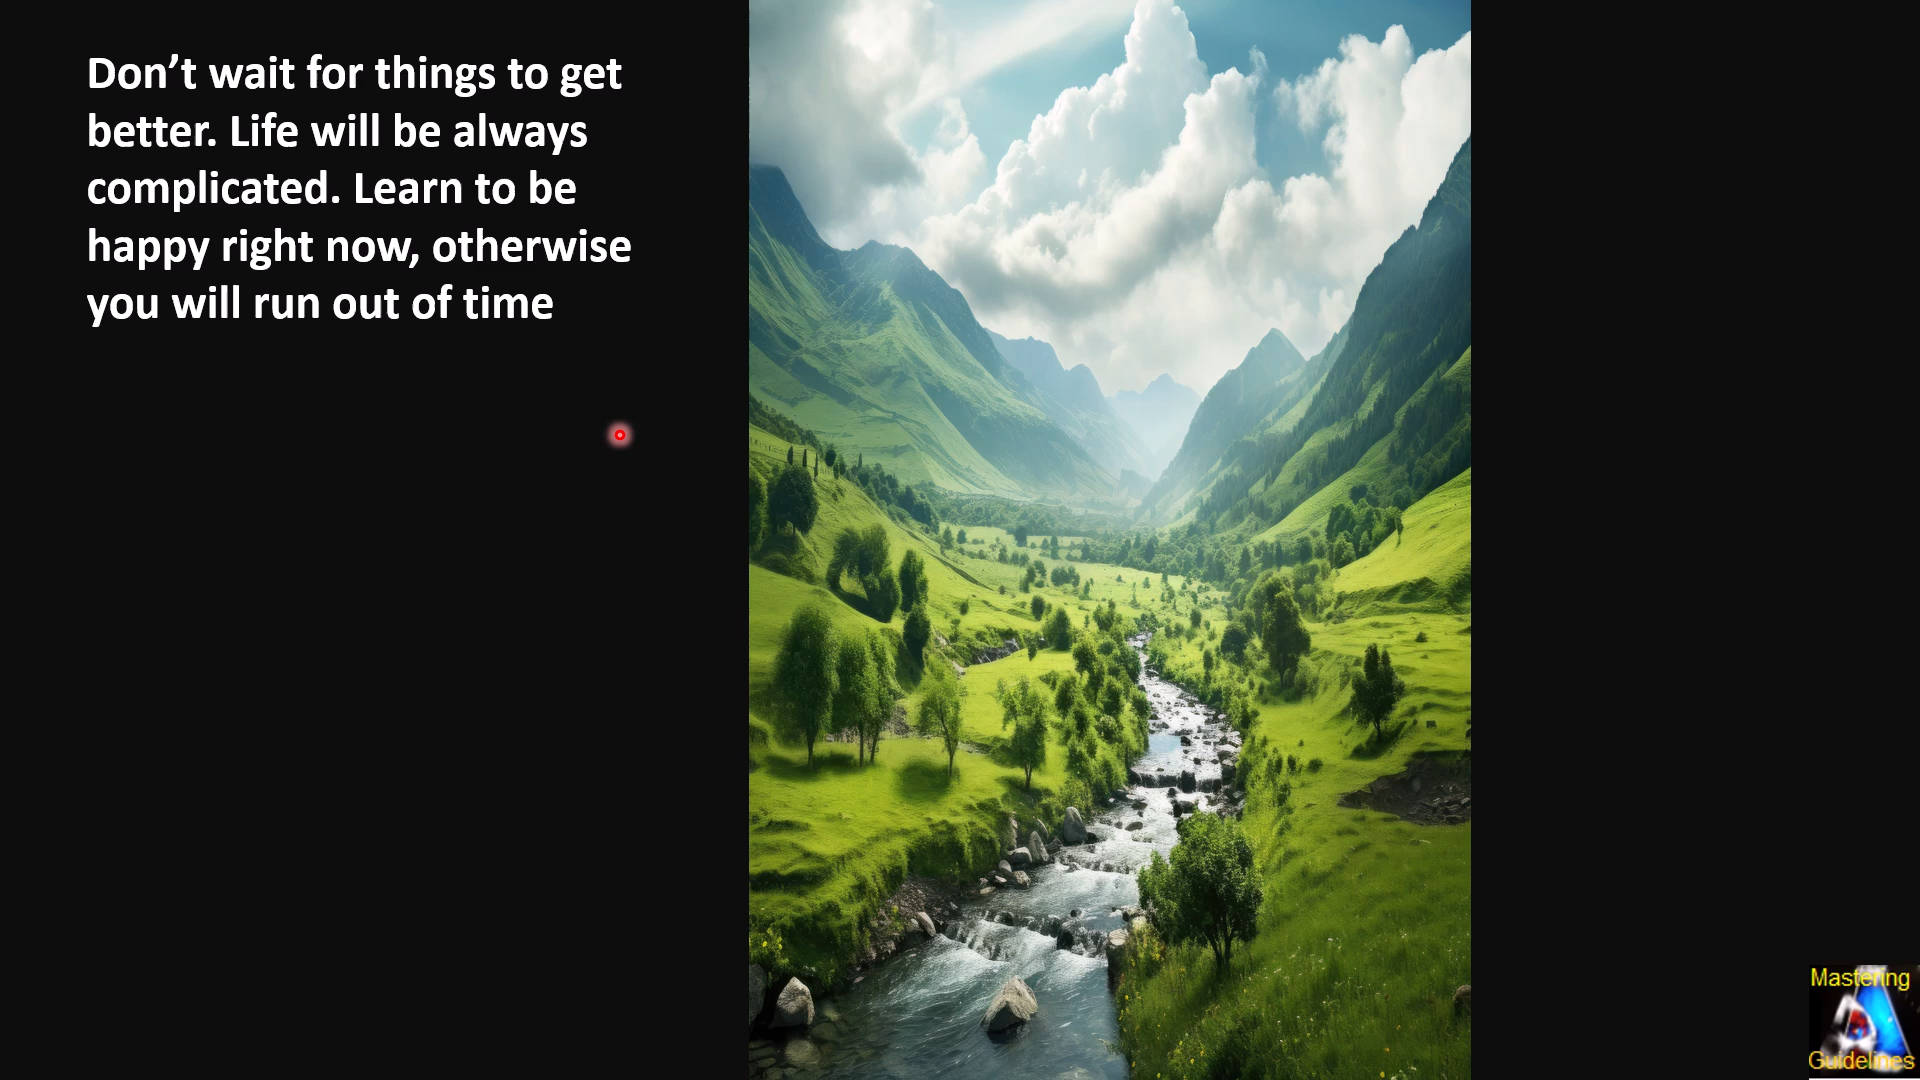 Don’t wait for things to get
better. Life will be always
complicated. Learn to be
happy right now, otherwise
you will run out of time
Mastering
Guidelines